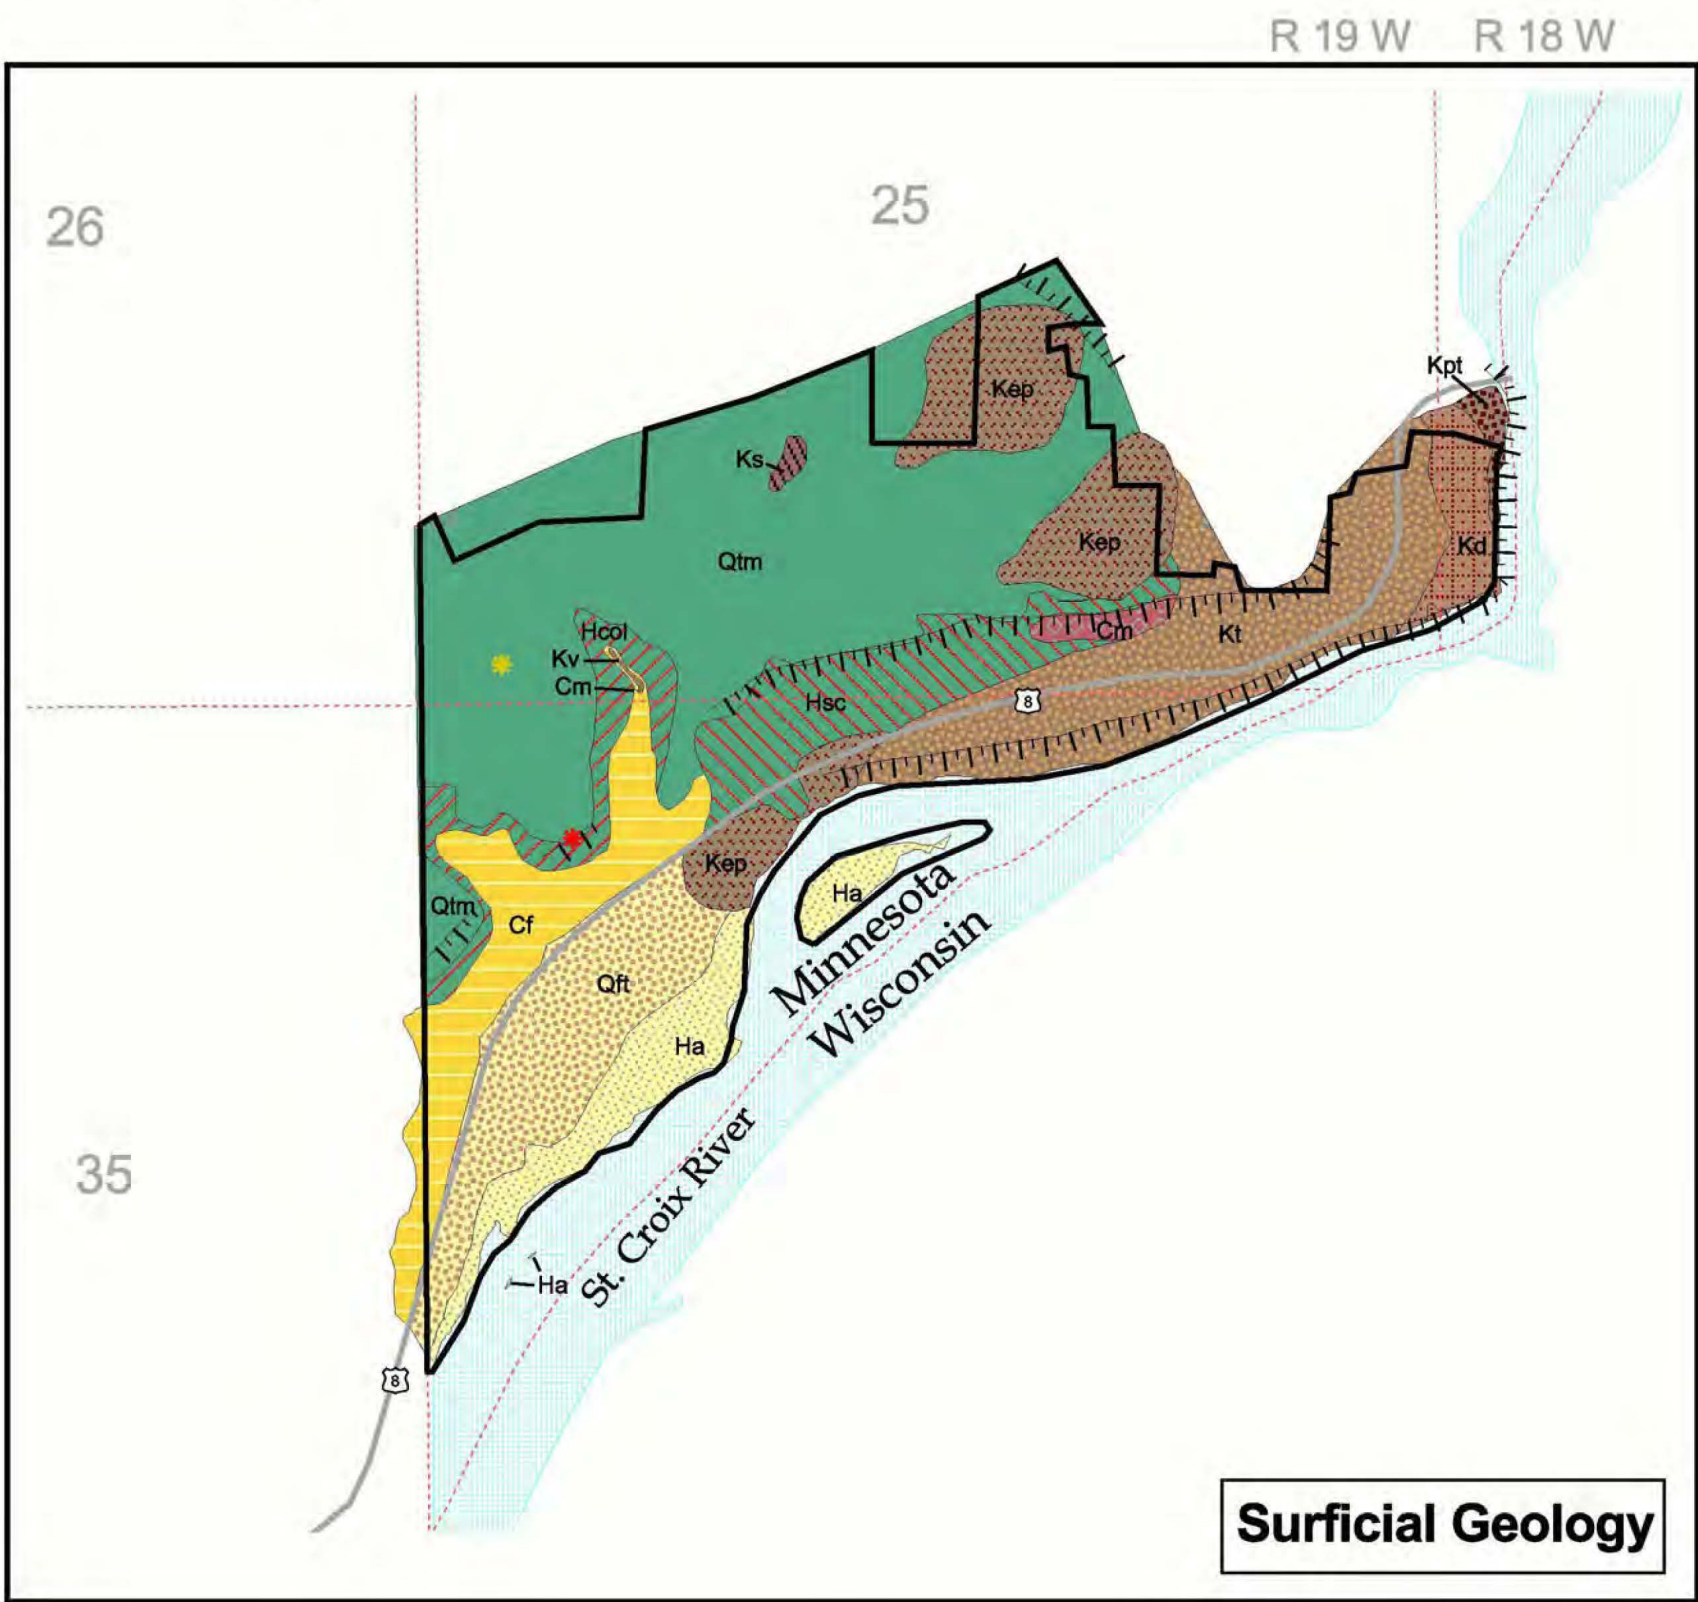 R 19 W R 18 W
26
25
Kpt
Kep
Ks
Kep
Kd
Qtm
Hcol
Cm
Kt
Kv
Cm
Hsc
8
Kep
Ha
Qtm
Cf
Minnesota
Wisconsin
Qft
Ha
35
St. Croix River
Ha
8
Surficial Geology